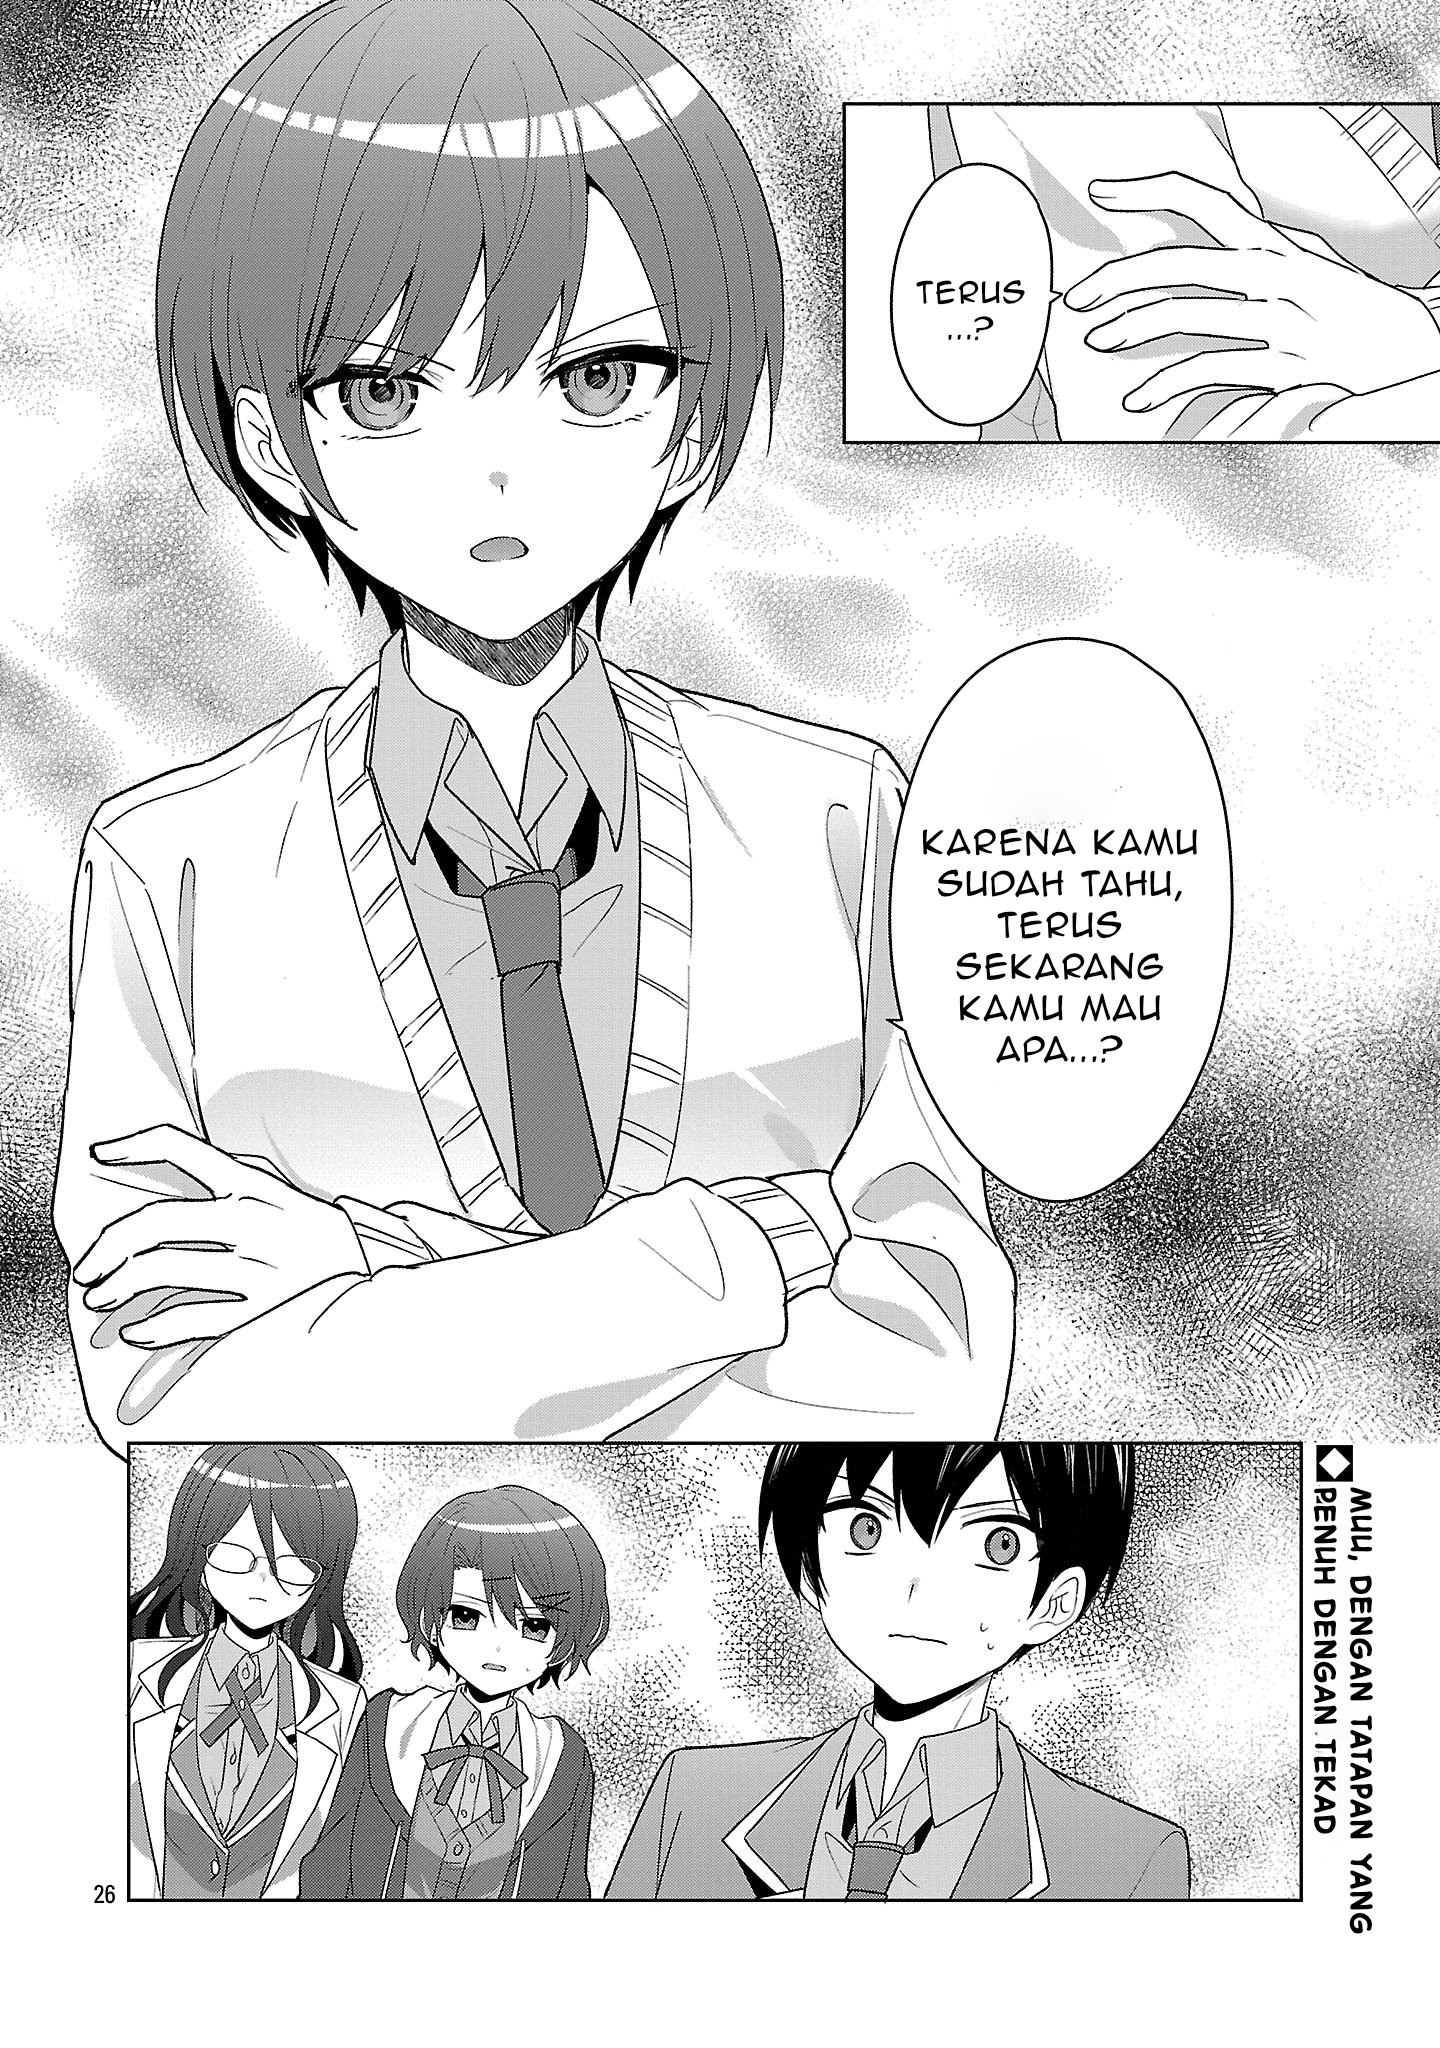 TERUS
...?
KARENA KAMU
SUDAH TAHU,
TERUS
SEKARANG
KAMU MAU
APA...?
MUU, DENGAN TATAPAN YANG
PENUH DENGAN TEKAD
26